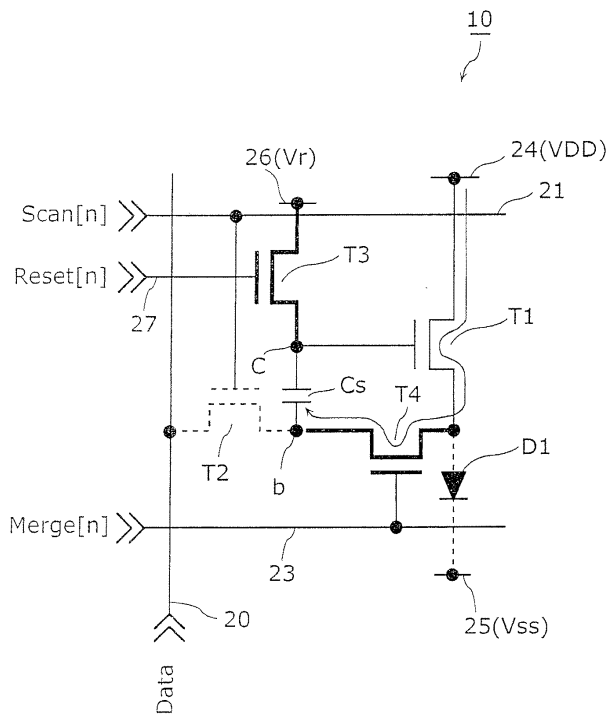 10
26(Vr)
24(VDD)
21
Scan[n]
T3
Reset[n]
27
T1
C
Cs
T4
T2
b
D1
Merge[n]
23
20
25(Vss)
Data